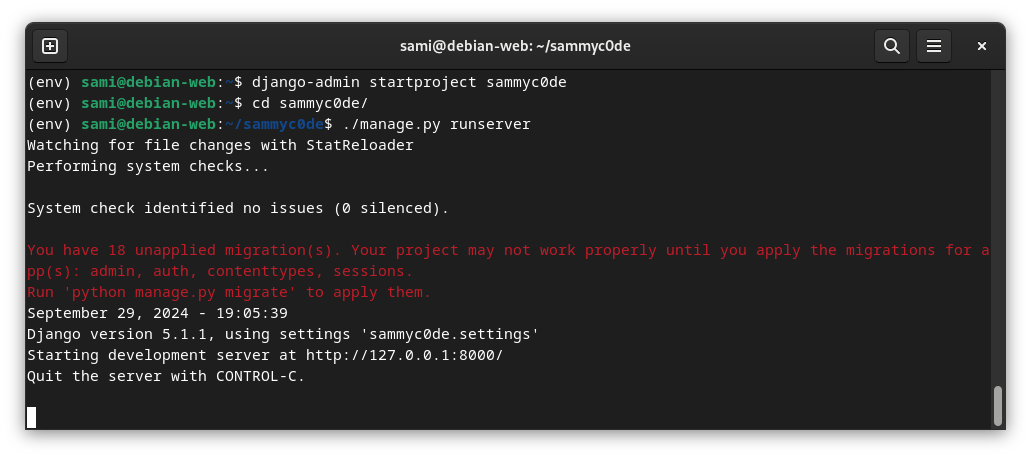 sami@debian-web: ~/sammyc0de
(env) sami@debian-web:~$ django-admin startproject sammyc0de
(env) sami@debian-web:~$ cd sammyc0de/
(env) sami@debian-web:~/sammyc0de$ ./manage.py runserver
Watching for file changes with StatReloader
Performing system checks...
System check identified no issues (0 silenced).
You have 18 unapplied migration(s). Your project may not work properly until you apply the migrations for a
pp(s): admin, auth, contenttypes, sessions.
Run 'python manage.py migrate' to apply them.
September 29, 2024 - 19:05:39
Django version 5.1.1, using settings 'sammyc0de.settings'
Starting development server at http://127.0.0.1:8000/
Quit the server with CONTROL-C.